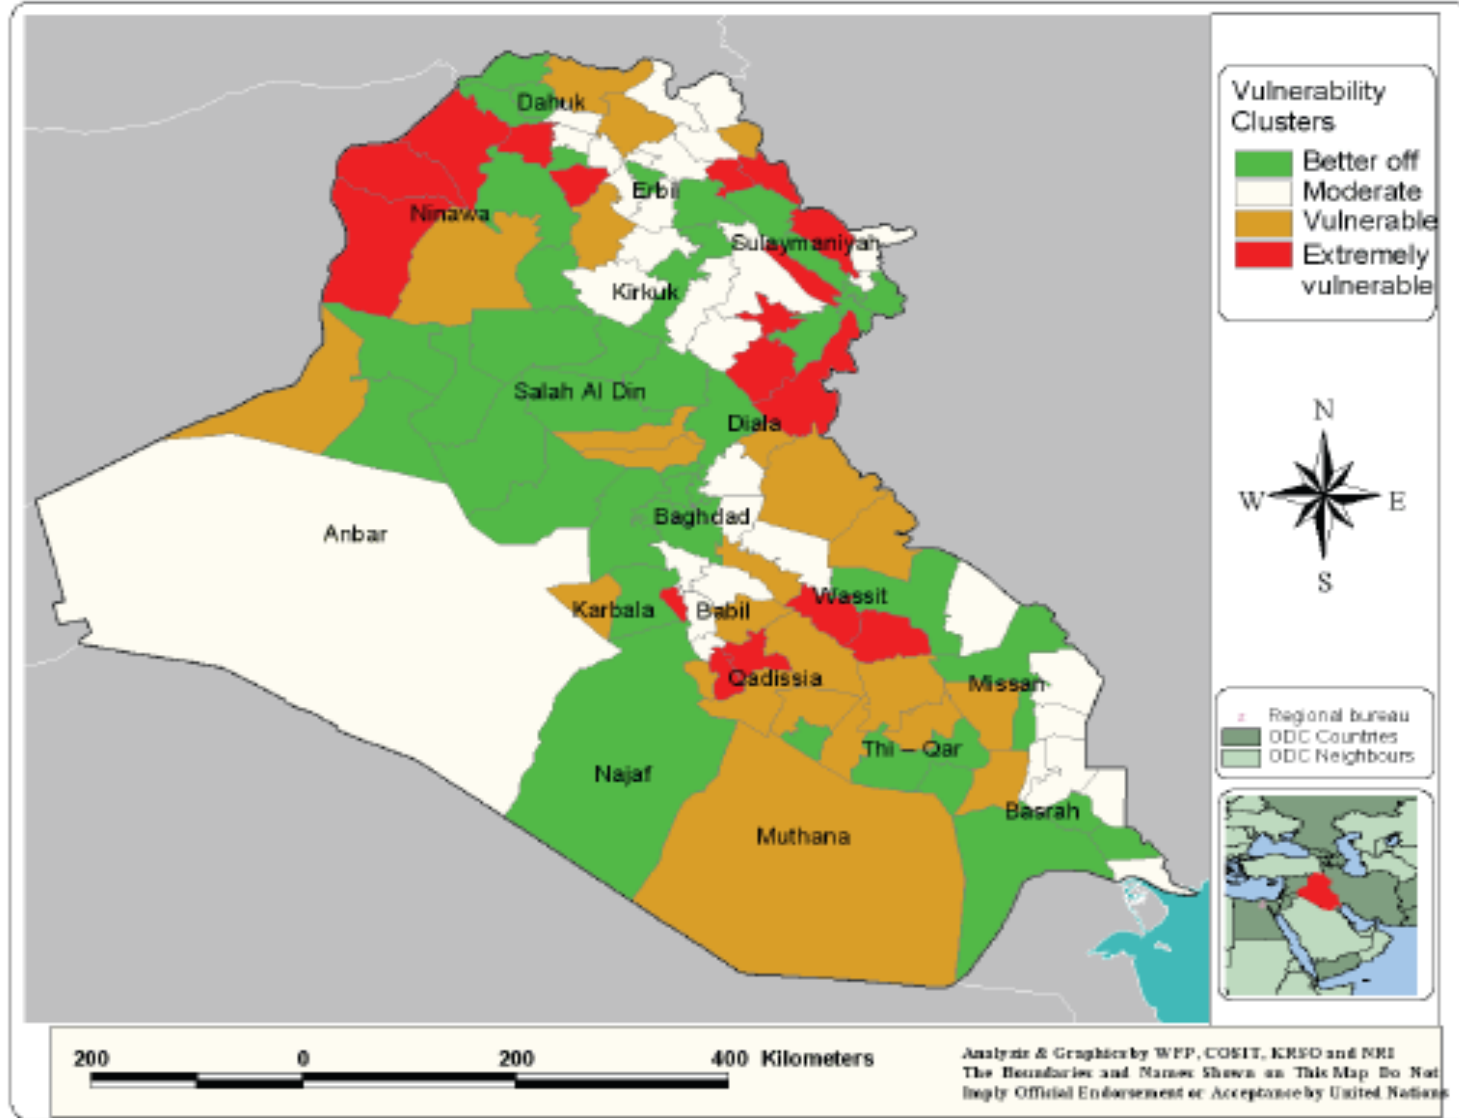 Dahuk
Erbil
Ninawa
Sulaymaniyah
Kirkuk
Salah Al Din
Diala
Baghdad
Anbar
Karbala
Babil
Wassit
Qadissia
Missan
Thi – Qar
Najaf
Basrah
Muthana
Vulnerability
Clusters
Better off
Moderate
Vulnerable
Extremely
vulnerable
N
W E
S
z Regional bureau
ODC Countries
ODC Neighbours
200 0 200 400 Kilometers
Analysis & Graphics by WFP, COSIT, KRSO and NRI
The Boundaries and Names Shown on This Map Do Not
Imply Official Endorsement or Acceptance by United Nations